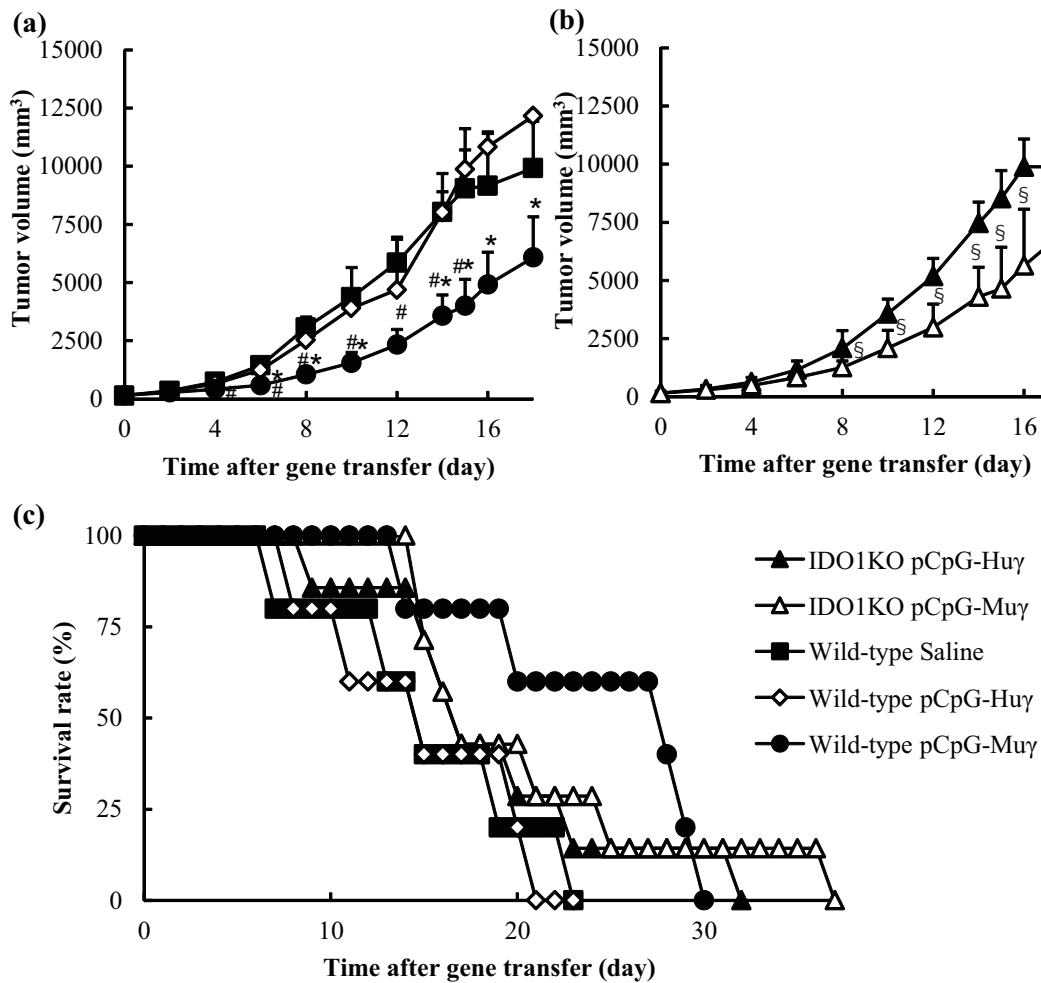 (a)
15000
12500
10000
7500
5000
2500
0
Tumor volume (mm³)
# # * #* #* # #* #* * *
0 4 8 12 16
Time after gene transfer (day)
(b)
15000
12500
10000
7500
5000
2500
0
Tumor volume (mm³)
§ § § § § §
0 4 8 12 16
Time after gene transfer (day)
(c)
100
75
50
25
0
Survival rate (%)
0 10 20 30
Time after gene transfer (day)
IDO1KO pCpG-Huγ
IDO1KO pCpG-Muγ
Wild-type Saline
Wild-type pCpG-Huγ
Wild-type pCpG-Muγ